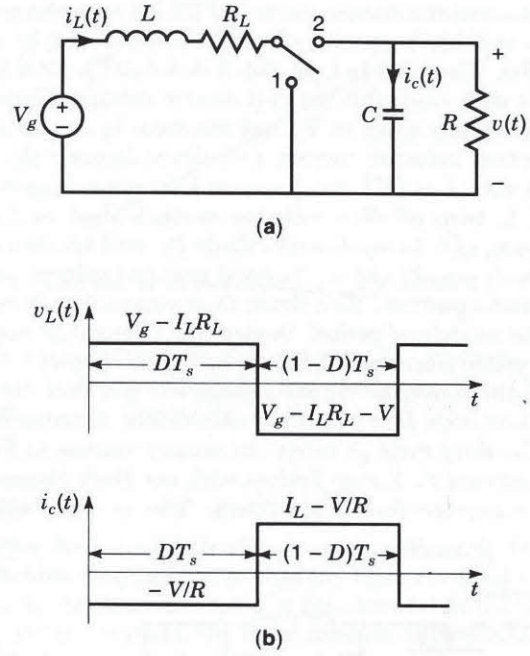 i_L(t) L R_L 2
1
i_c(t) +
V_g + − C R v(t)
−
(a)
v_L(t) V_g − I_L R_L
DT_s (1 − D)T_s
t
V_g − I_L R_L − V
i_c(t) I_L − V/R
DT_s (1 − D)T_s
t
− V/R
(b)